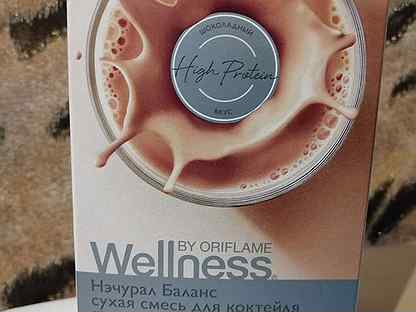 ШОКОЛАДНЫЙ
High Protein
ВКУС
BY ORIFLAME
Wellness
Нэчурал Баланс
сухая смесь для коктейля